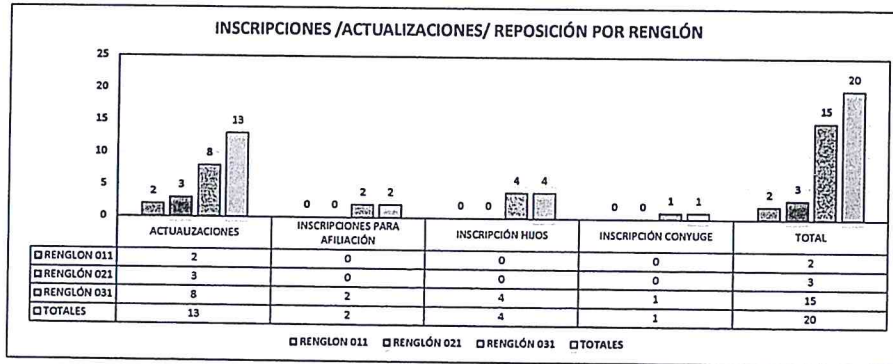 INSCRIPCIONES /ACTUALIZACIONES/ REPOSICIÓN POR RENGLÓN
25
20
15
10
5
0
2 3 8 13
0 0 2 2
0 0 4 4
0 0 1 1
2 3 15 20
ACTUALIZACIONES INSCRIPCIONES PARA AFILIACIÓN INSCRIPCIÓN HIJOS INSCRIPCIÓN CONYUGE TOTAL
RENGLON 011 2 0 0 0 2
RENGLÓN 021 3 0 0 0 3
RENGLÓN 031 8 2 4 1 15
TOTALES 13 2 4 1 20
RENGLON 011 RENGLON 021 RENGLÓN 031 TOTALES